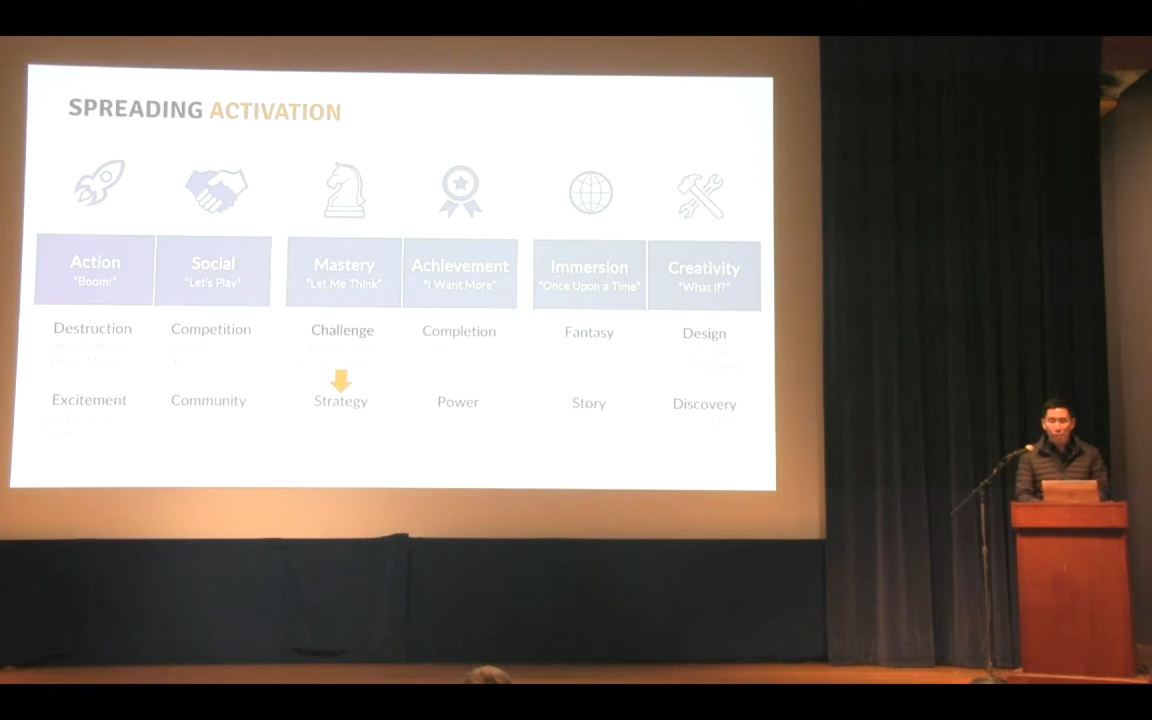 SPREADING ACTIVATION
Action
"Boom!"
Social
"Let's Play"
Mastery
"Let Me Think"
Achievement
"I Want More"
Immersion
"Once Upon a Time"
Creativity
"What If?"
Destruction
Competition
Challenge
Completion
Fantasy
Design
Excitement
Community
Strategy
Power
Story
Discovery